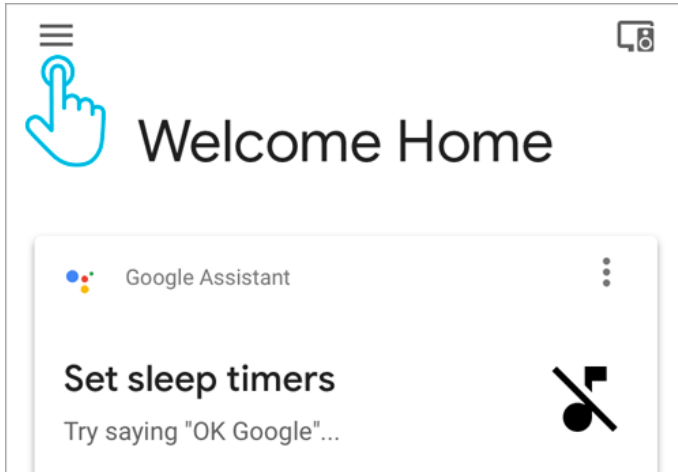 Welcome Home
Google Assistant
Set sleep timers
Try saying "OK Google"...